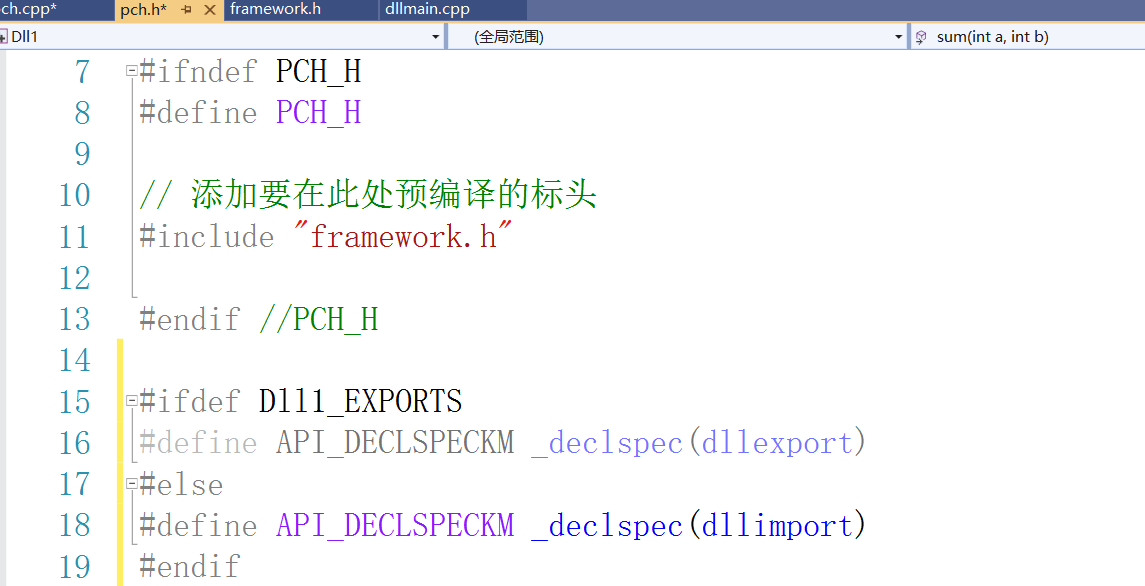 ch.cpp* pch.h* framework.h dllmain.cpp
Dll1 (全局范围) sum(int a, int b)
7 #ifndef PCH_H
8 #define PCH_H
9
10 // 添加要在此处预编译的标头
11 #include "framework.h"
12
13 #endif //PCH_H
14
15 #ifdef Dll1_EXPORTS
16 #define API_DECLSPECKM _declspec(dllexport)
17 #else
18 #define API_DECLSPECKM _declspec(dllimport)
19 #endif